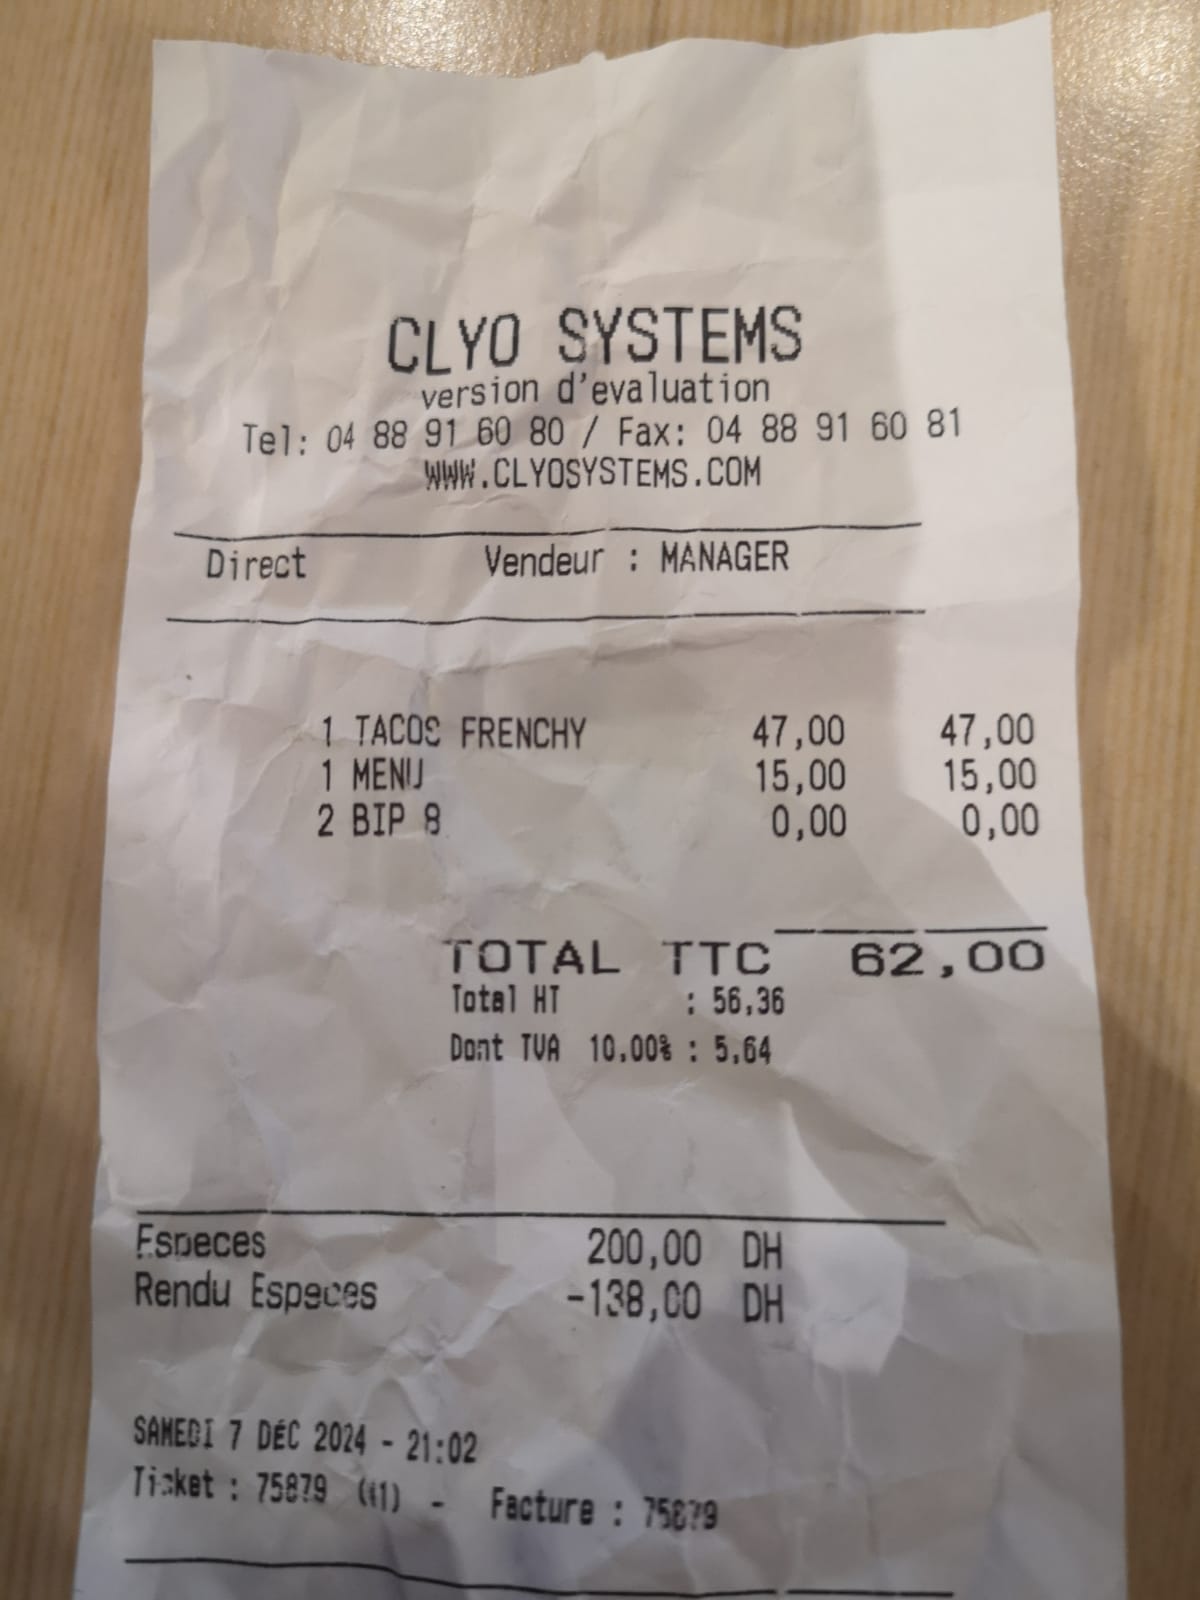 CLYO SYSTEMS
version d'evaluation
Tel: 04 88 91 60 80 / Fax: 04 88 91 60 81
WWW.CLYOSYSTEMS.COM
Direct Vendeur : MANAGER
1 TACOS FRENCHY 47,00 47,00
1 MENU 15,00 15,00
2 BIP 8 0,00 0,00
TOTAL TTC 62,00
Total HT : 56,36
Dont TVA 10,00% : 5,64
Especes 200,00 DH
Rendu Especes -138,00 DH
SAMEDI 7 DÉC 2024 - 21:02
Ticket : 75879 - Facture : 75879